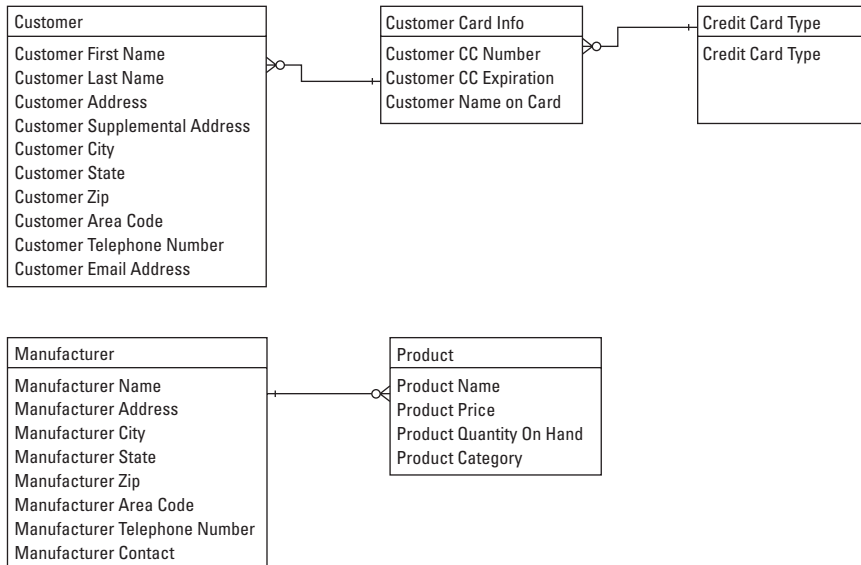 Customer
Customer First Name
Customer Last Name
Customer Address
Customer Supplemental Address
Customer City
Customer State
Customer Zip
Customer Area Code
Customer Telephone Number
Customer Email Address
Customer Card Info
Customer CC Number
Customer CC Expiration
Customer Name on Card
Credit Card Type
Credit Card Type
Manufacturer
Manufacturer Name
Manufacturer Address
Manufacturer City
Manufacturer State
Manufacturer Zip
Manufacturer Area Code
Manufacturer Telephone Number
Manufacturer Contact
Product
Product Name
Product Price
Product Quantity On Hand
Product Category